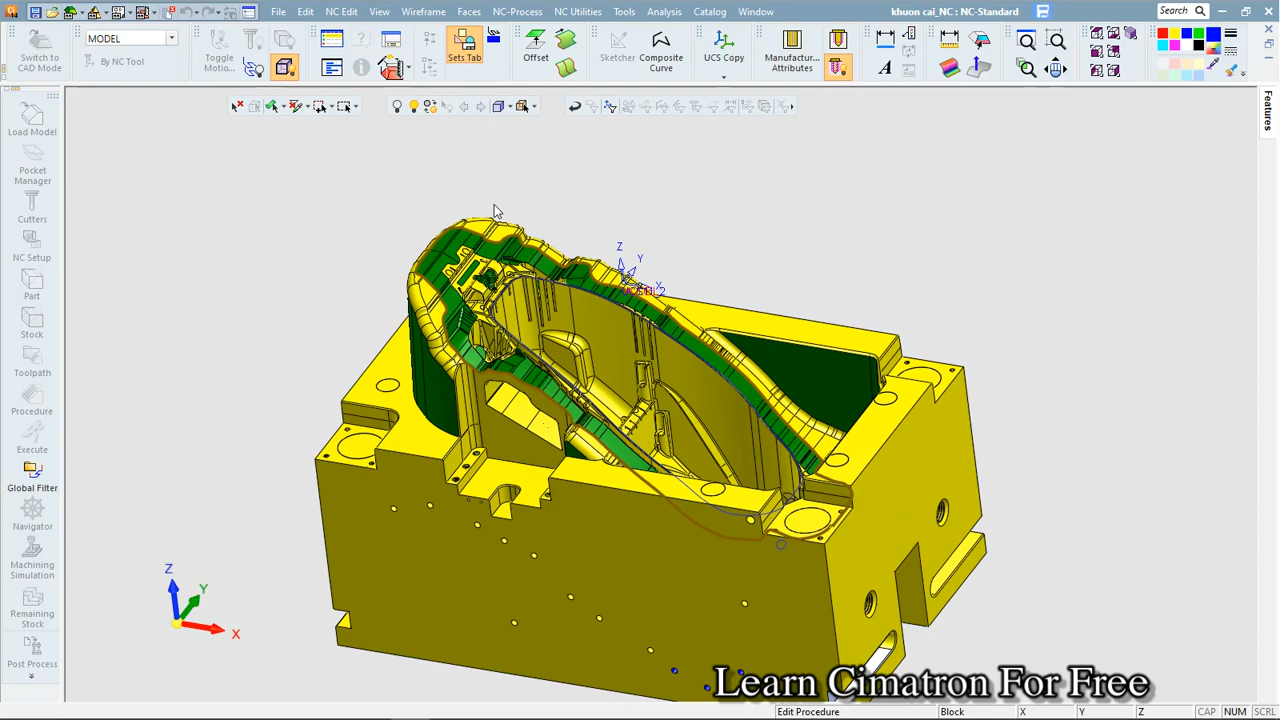 File Edit NC Edit View Wireframe Faces NC-Process NC Utilities Tools Analysis Catalog Window
khuon cai_NC : NC-Standard
Search
Switch to CAD Mode
MODEL
By NC Tool
Toggle Motio...
Sets Tab
Offset
Sketcher
Composite Curve
UCS Copy
Manufactur... Attributes
Features
Load Model
Pocket Manager
Cutters
NC Setup
Part
Stock
Toolpath
Procedure
Execute
Global Filter
Navigator
Machining Simulation
Remaining Stock
Post Process
Z
Y
X
Z
Y
X
Learn Cimatron For Free
Edit Procedure Block X Y Z CAP NUM SCRL